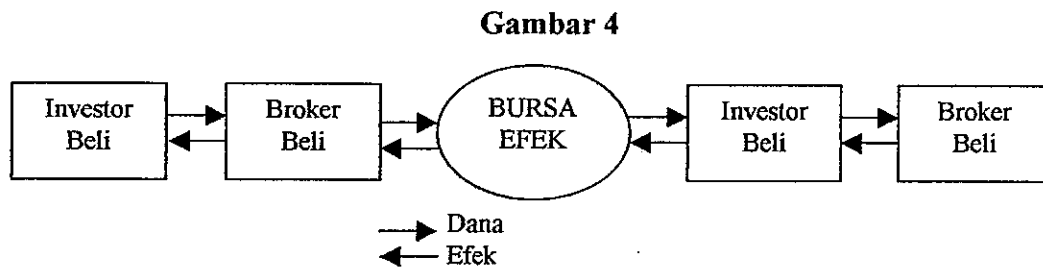 Gambar 4
Investor
Beli
Broker
Beli
BURSA
EFEK
Investor
Beli
Broker
Beli
Dana
Efek